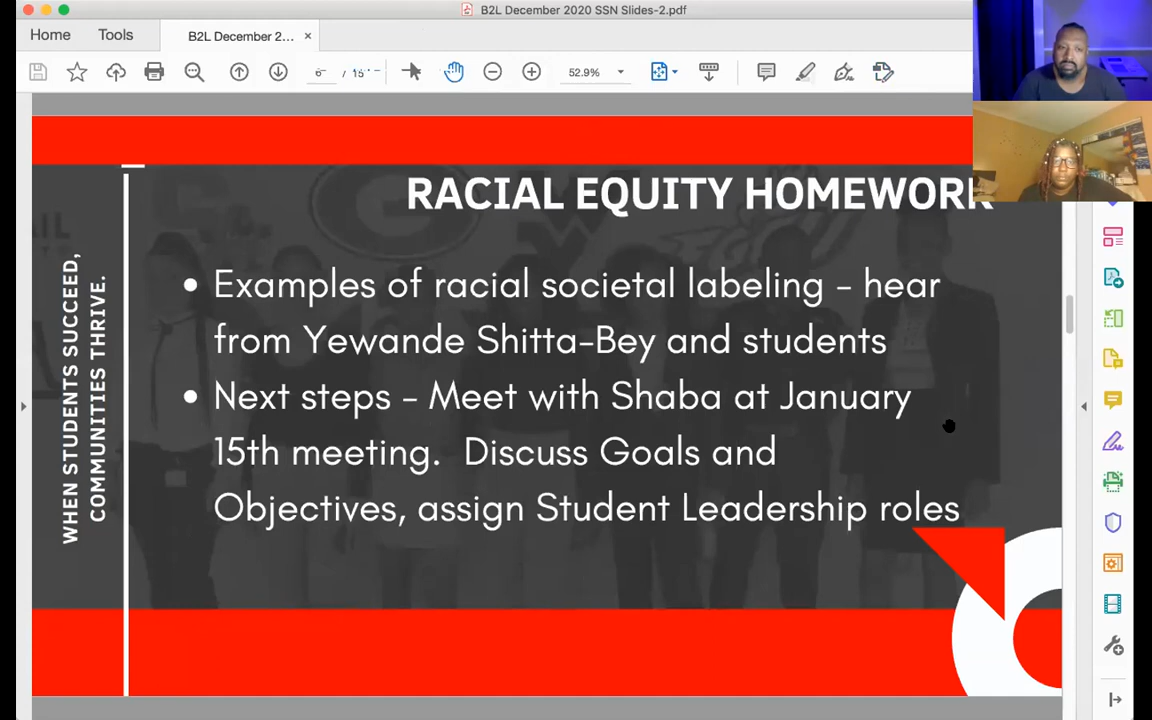 B2L December 2020 SSN Slides-2.pdf
Home Tools B2L December 2... ×
6 / 15 52.9%
RACIAL EQUITY HOMEWORK
WHEN STUDENTS SUCCEED,
COMMUNITIES THRIVE.
• Examples of racial societal labeling - hear
from Yewande Shitta-Bey and students
• Next steps - Meet with Shaba at January
15th meeting. Discuss Goals and
Objectives, assign Student Leadership roles